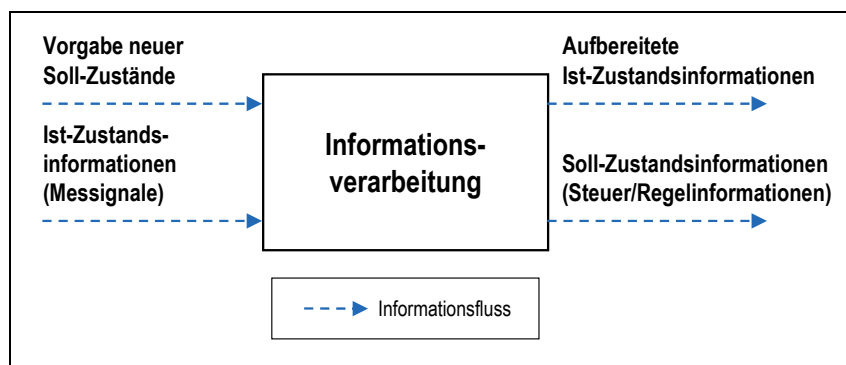 Vorgabe neuer
Soll-Zustände
Ist-Zustands-
informationen
(Messignale)
Informations-
verarbeitung
Aufbereitete
Ist-Zustandsinformationen
Soll-Zustandsinformationen
(Steuer/Regelinformationen)
Informationsfluss